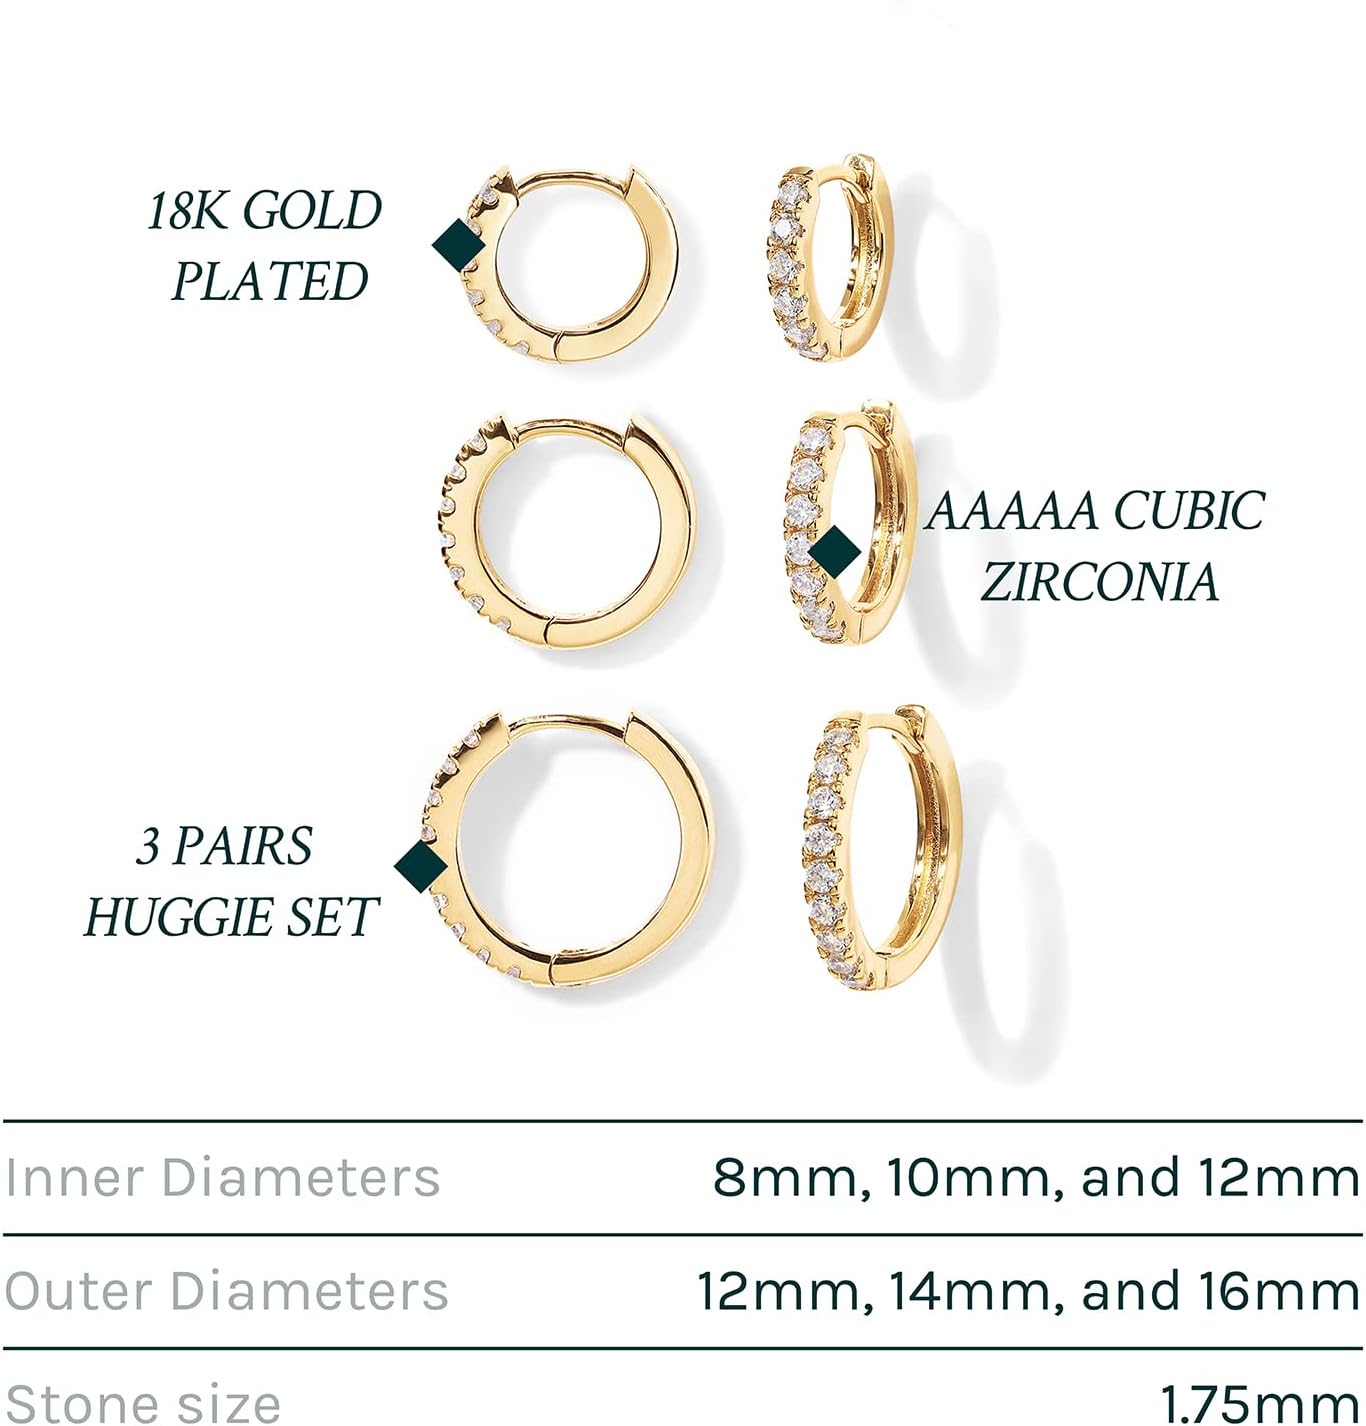 18K GOLD
PLATED
AAAAA CUBIC
ZIRCONIA
3 PAIRS
HUGGIE SET
Inner Diameters 8mm, 10mm, and 12mm
Outer Diameters 12mm, 14mm, and 16mm
Stone size 1.75mm